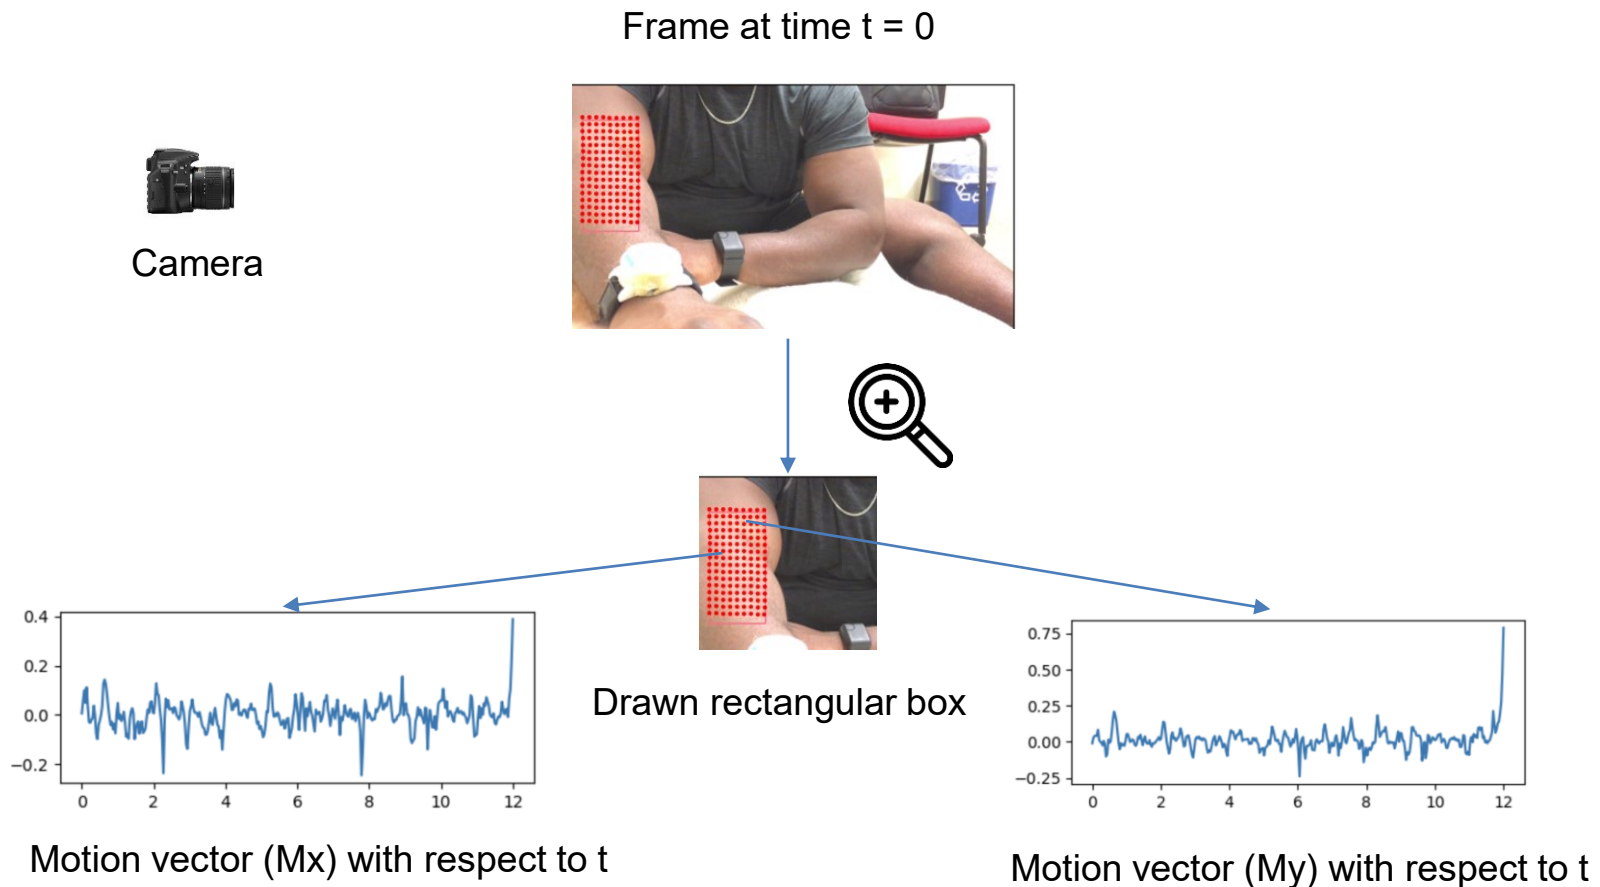 Frame at time t = 0
Camera
Drawn rectangular box
0.4
0.2
0.0
−0.2
0 2 4 6 8 10 12
Motion vector (Mx) with respect to t
0.75
0.50
0.25
0.00
−0.25
0 2 4 6 8 10 12
Motion vector (My) with respect to t